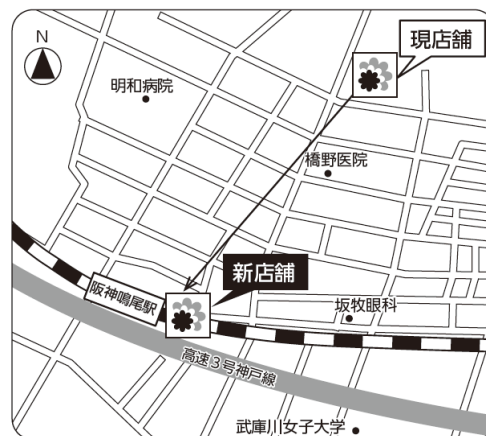 N
現店舗
明和病院
橋野医院
新店舗
阪神鳴尾駅
坂牧眼科
高速3号神戸線
武庫川女子大学